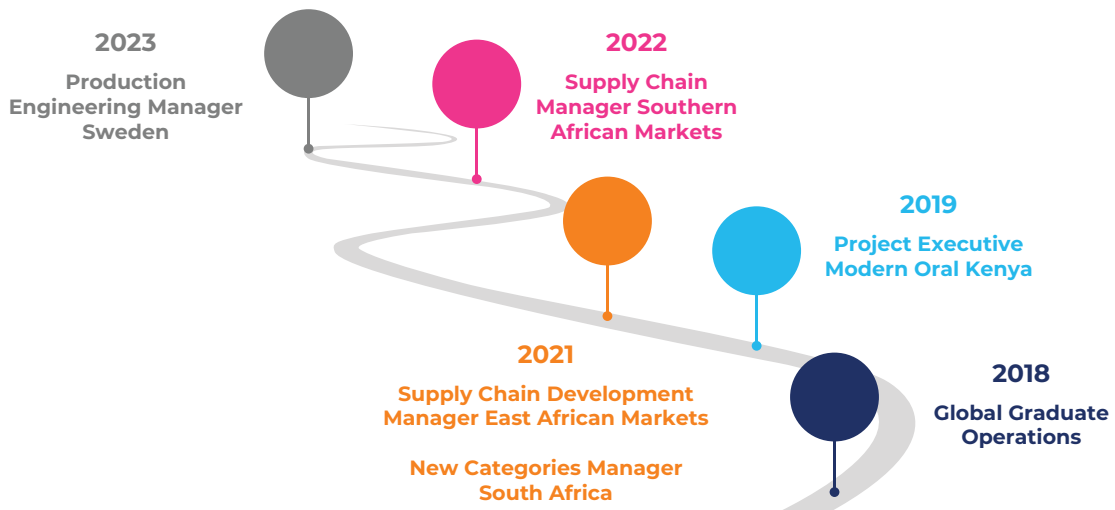 2023
Production
Engineering Manager
Sweden
2022
Supply Chain
Manager Southern
African Markets
2019
Project Executive
Modern Oral Kenya
2021
Supply Chain Development
Manager East African Markets
New Categories Manager
South Africa
2018
Global Graduate
Operations